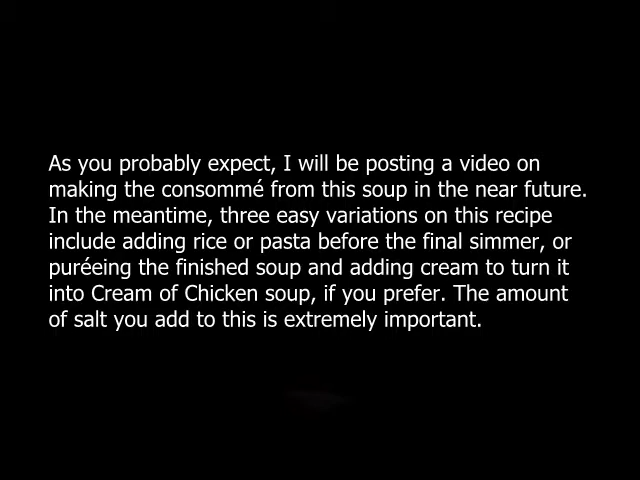 As you probably expect, I will be posting a video on
making the consommé from this soup in the near future.
In the meantime, three easy variations on this recipe
include adding rice or pasta before the final simmer, or
puréeing the finished soup and adding cream to turn it
into Cream of Chicken soup, if you prefer. The amount
of salt you add to this is extremely important.